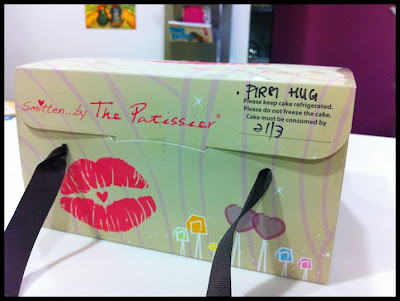 Smitten...by The Patissier®
HUG
Please keep cake refrigerated.
Please do not freeze the cake.
Cake must be consumed by
2/3